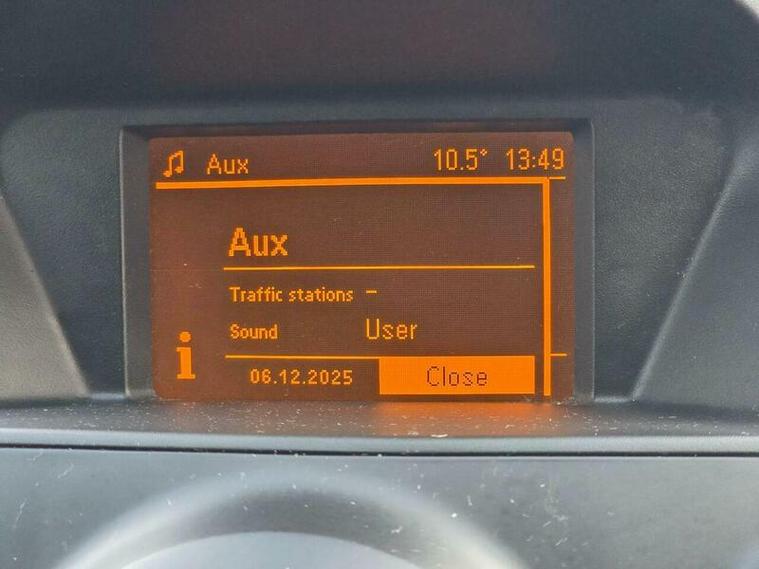 Aux 10.5° 13:49
Aux
Traffic stations –
Sound User
i
06.12.2025 Close